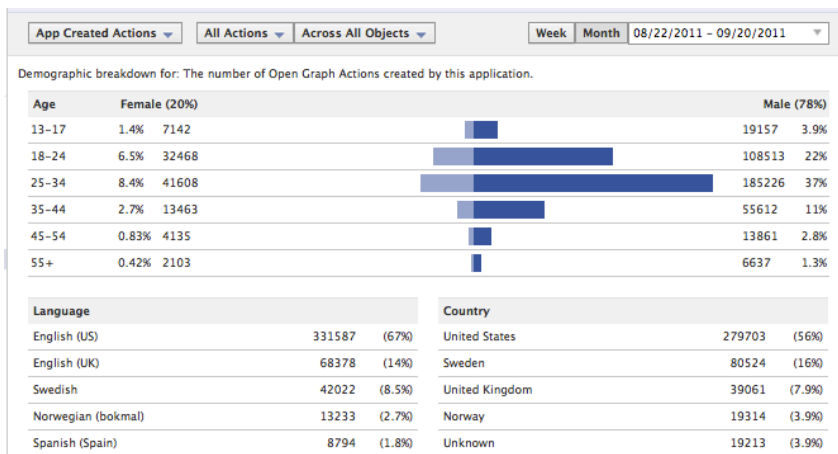 App Created Actions All Actions Across All Objects Week Month 08/22/2011 - 09/20/2011
Demographic breakdown for: The number of Open Graph Actions created by this application.
Age Female (20%) Male (78%)
13-17 1.4% 7142 19157 3.9%
18-24 6.5% 32468 108513 22%
25-34 8.4% 41608 185226 37%
35-44 2.7% 13463 55612 11%
45-54 0.83% 4135 13861 2.8%
55+ 0.42% 2103 6637 1.3%
Language Country
English (US) 331587 (67%) United States 279703 (56%)
English (UK) 68378 (14%) Sweden 80524 (16%)
Swedish 42022 (8.5%) United Kingdom 39061 (7.9%)
Norwegian (bokmal) 13233 (2.7%) Norway 19314 (3.9%)
Spanish (Spain) 8794 (1.8%) Unknown 19213 (3.9%)